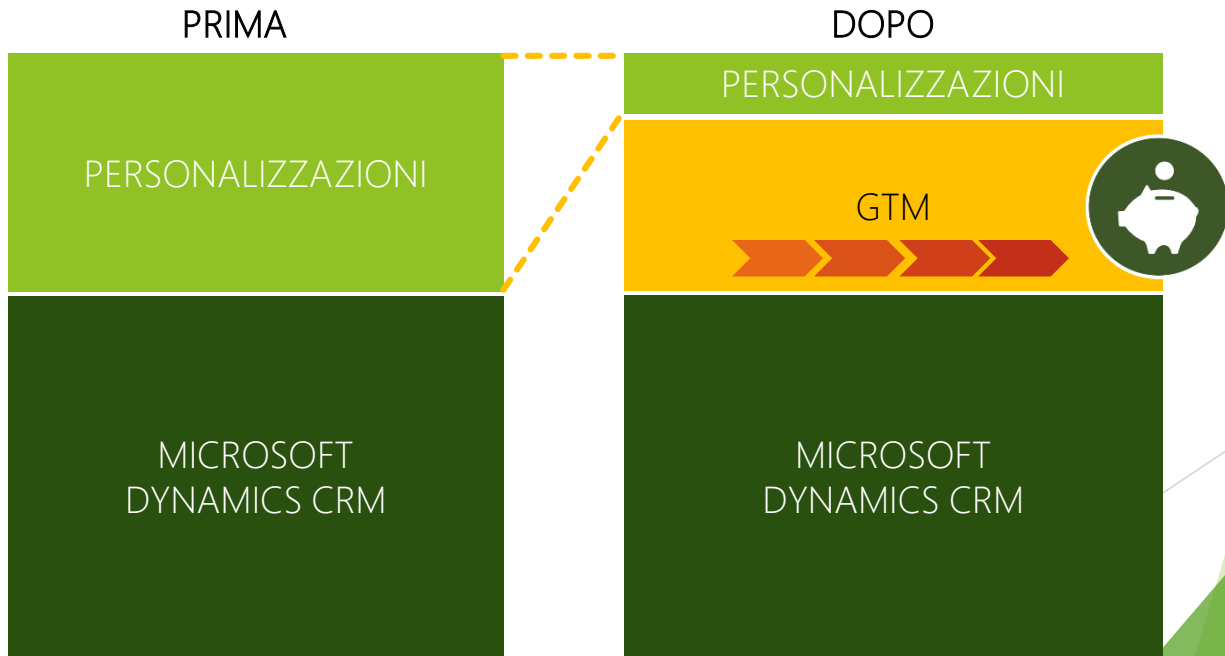 PRIMA
DOPO
PERSONALIZZAZIONI
PERSONALIZZAZIONI
GTM
MICROSOFT
DYNAMICS CRM
MICROSOFT
DYNAMICS CRM